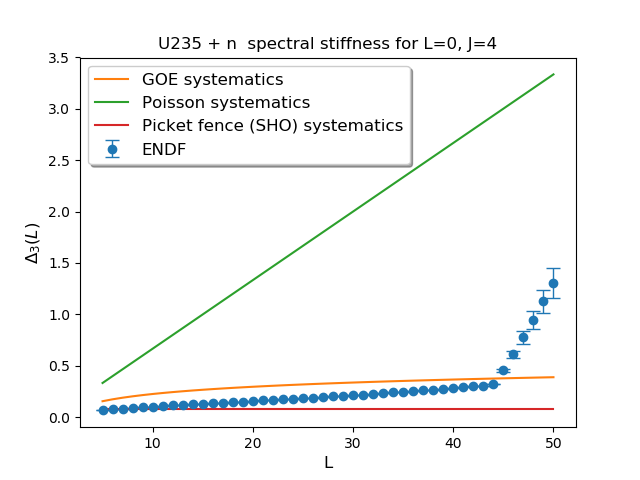 U235 + n  spectral stiffness for L=0, J=4
GOE systematics
Poisson systematics
Picket fence (SHO) systematics
ENDF
Δ₃(L)
3.5
3.0
2.5
2.0
1.5
1.0
0.5
0.0
10
20
30
40
50
L